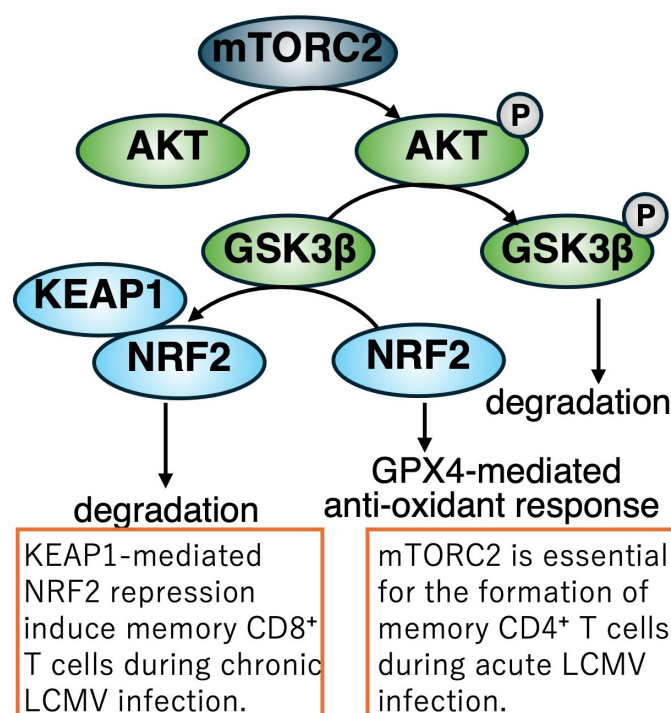 mTORC2
AKT
AKT
P
GSK3β
GSK3β
P
KEAP1
NRF2
NRF2
degradation
GPX4-mediated
anti-oxidant response
degradation
KEAP1-mediated
NRF2 repression
induce memory CD8⁺
T cells during chronic
LCMV infection.
mTORC2 is essential
for the formation of
memory CD4⁺ T cells
during acute LCMV
infection.